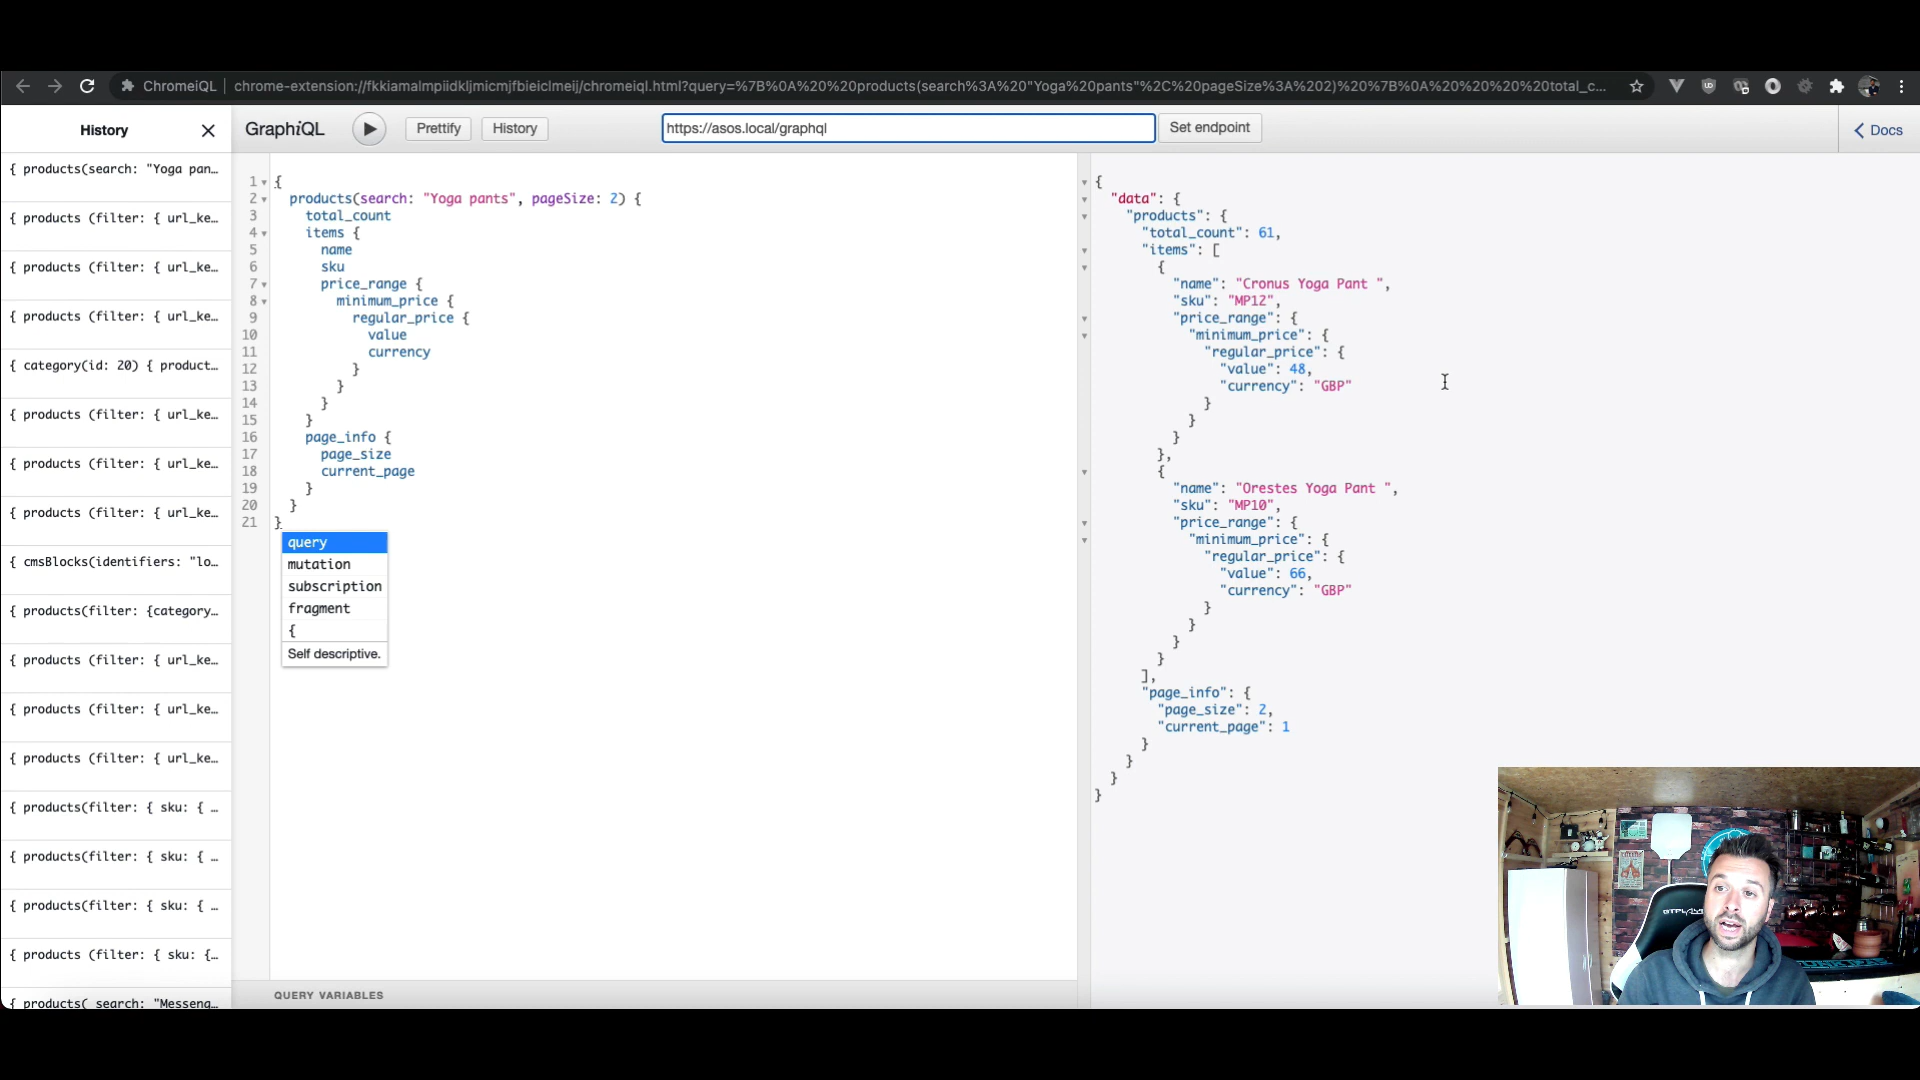 ChromeiQL
chrome-extension://fkkiamalmpiidkljmicmjfbieiclmeij/chromeiql.html?query=%7B%0A%20%20products(search%3A%20"Yoga%20pants"%2C%20pageSize%3A%202)%20%7B%0A%20%20%20%20total_c...
History
GraphiQL
Prettify
History
https://asos.local/graphql
Set endpoint
Docs
{ products(search: "Yoga pan...
{ products (filter: { url_ke...
{ products (filter: { url_ke...
{ products (filter: { url_ke...
{ category(id: 20) { product...
{ products (filter: { url_ke...
{ products (filter: { url_ke...
{ products (filter: { url_ke...
{ cmsBlocks(identifiers: "lo...
{ products(filter: {category...
{ products (filter: { url_ke...
{ products (filter: { url_ke...
{ products (filter: { url_ke...
{ products(filter: { sku: { ...
{ products(filter: { sku: { ...
{ products(filter: { sku: { ...
{ products (filter: { sku: {...
{ products( search: "Messeng...
1 {
2 products(search: "Yoga pants", pageSize: 2) {
3 total_count
4 items {
5 name
6 sku
7 price_range {
8 minimum_price {
9 regular_price {
10 value
11 currency
12 }
13 }
14 }
15 }
16 page_info {
17 page_size
18 current_page
19 }
20 }
21 }
query
mutation
subscription
fragment
{
Self descriptive.
QUERY VARIABLES
{
"data": {
"products": {
"total_count": 61,
"items": [
{
"name": "Cronus Yoga Pant ",
"sku": "MP12",
"price_range": {
"minimum_price": {
"regular_price": {
"value": 48,
"currency": "GBP"
}
}
}
},
{
"name": "Orestes Yoga Pant ",
"sku": "MP10",
"price_range": {
"minimum_price": {
"regular_price": {
"value": 66,
"currency": "GBP"
}
}
}
}
],
"page_info": {
"page_size": 2,
"current_page": 1
}
}
}
}